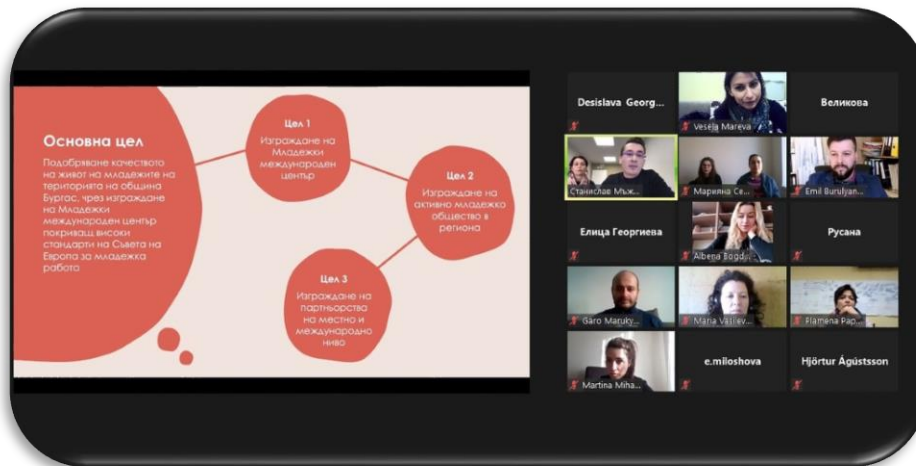 Основна цел
Подобряване качеството
на живот на младежите на
територията на община
Бургас, чрез изграждане
на Младежки
международен център
покриващ високи
стандарти на Съвета на
Европа за младежка
работа
Цел 1
Изграждане на
Младежки
международен
център
Цел 2
Изграждане на
активно младежко
общество в
региона
Цел 3
Изграждане на
партньорства
на местно и
международно
ниво
Desislava Georg...
Vesela Mareva
Великова
Станислав Мъж...
Марияна Се...
Emil Burulyan...
Елица Георгиева
Albena Bogd...
Русана
Garo Maruky...
Maria Vasilev...
Plamena Pap...
Martina Miha...
e.miloshova
Hjörtur Ágústsson